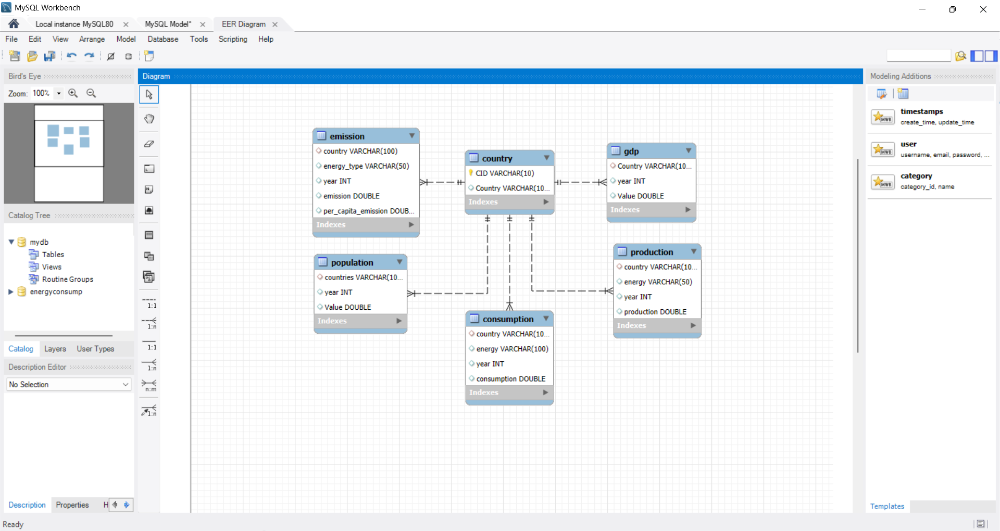 MySQL Workbench
Local instance MySQL80
MySQL Model*
EER Diagram
File Edit View Arrange Model Database Tools Scripting Help
Bird's Eye
Zoom: 100%
Catalog Tree
mydb
Tables
Views
Routine Groups
energyconsump
Catalog Layers User Types
Description Editor
No Selection
Description Properties H
Ready
Diagram
N
1:1
1:n
1:1
1:n
n:m
1:n
emission
country VARCHAR(100)
energy_type VARCHAR(50)
year INT
emission DOUBLE
per_capita_emission DOUB...
Indexes
country
CID VARCHAR(10)
Country VARCHAR(10...
Indexes
gdp
Country VARCHAR(10...
year INT
Value DOUBLE
Indexes
population
countries VARCHAR(10...
year INT
Value DOUBLE
Indexes
consumption
country VARCHAR(10...
energy VARCHAR(100)
year INT
consumption DOUBLE
Indexes
production
country VARCHAR(10...
energy VARCHAR(50)
year INT
production DOUBLE
Indexes
Modeling Additions
MWB
timestamps
create_time, update_time
MWB
user
username, email, password, ...
MWB
category
category_id, name
Templates